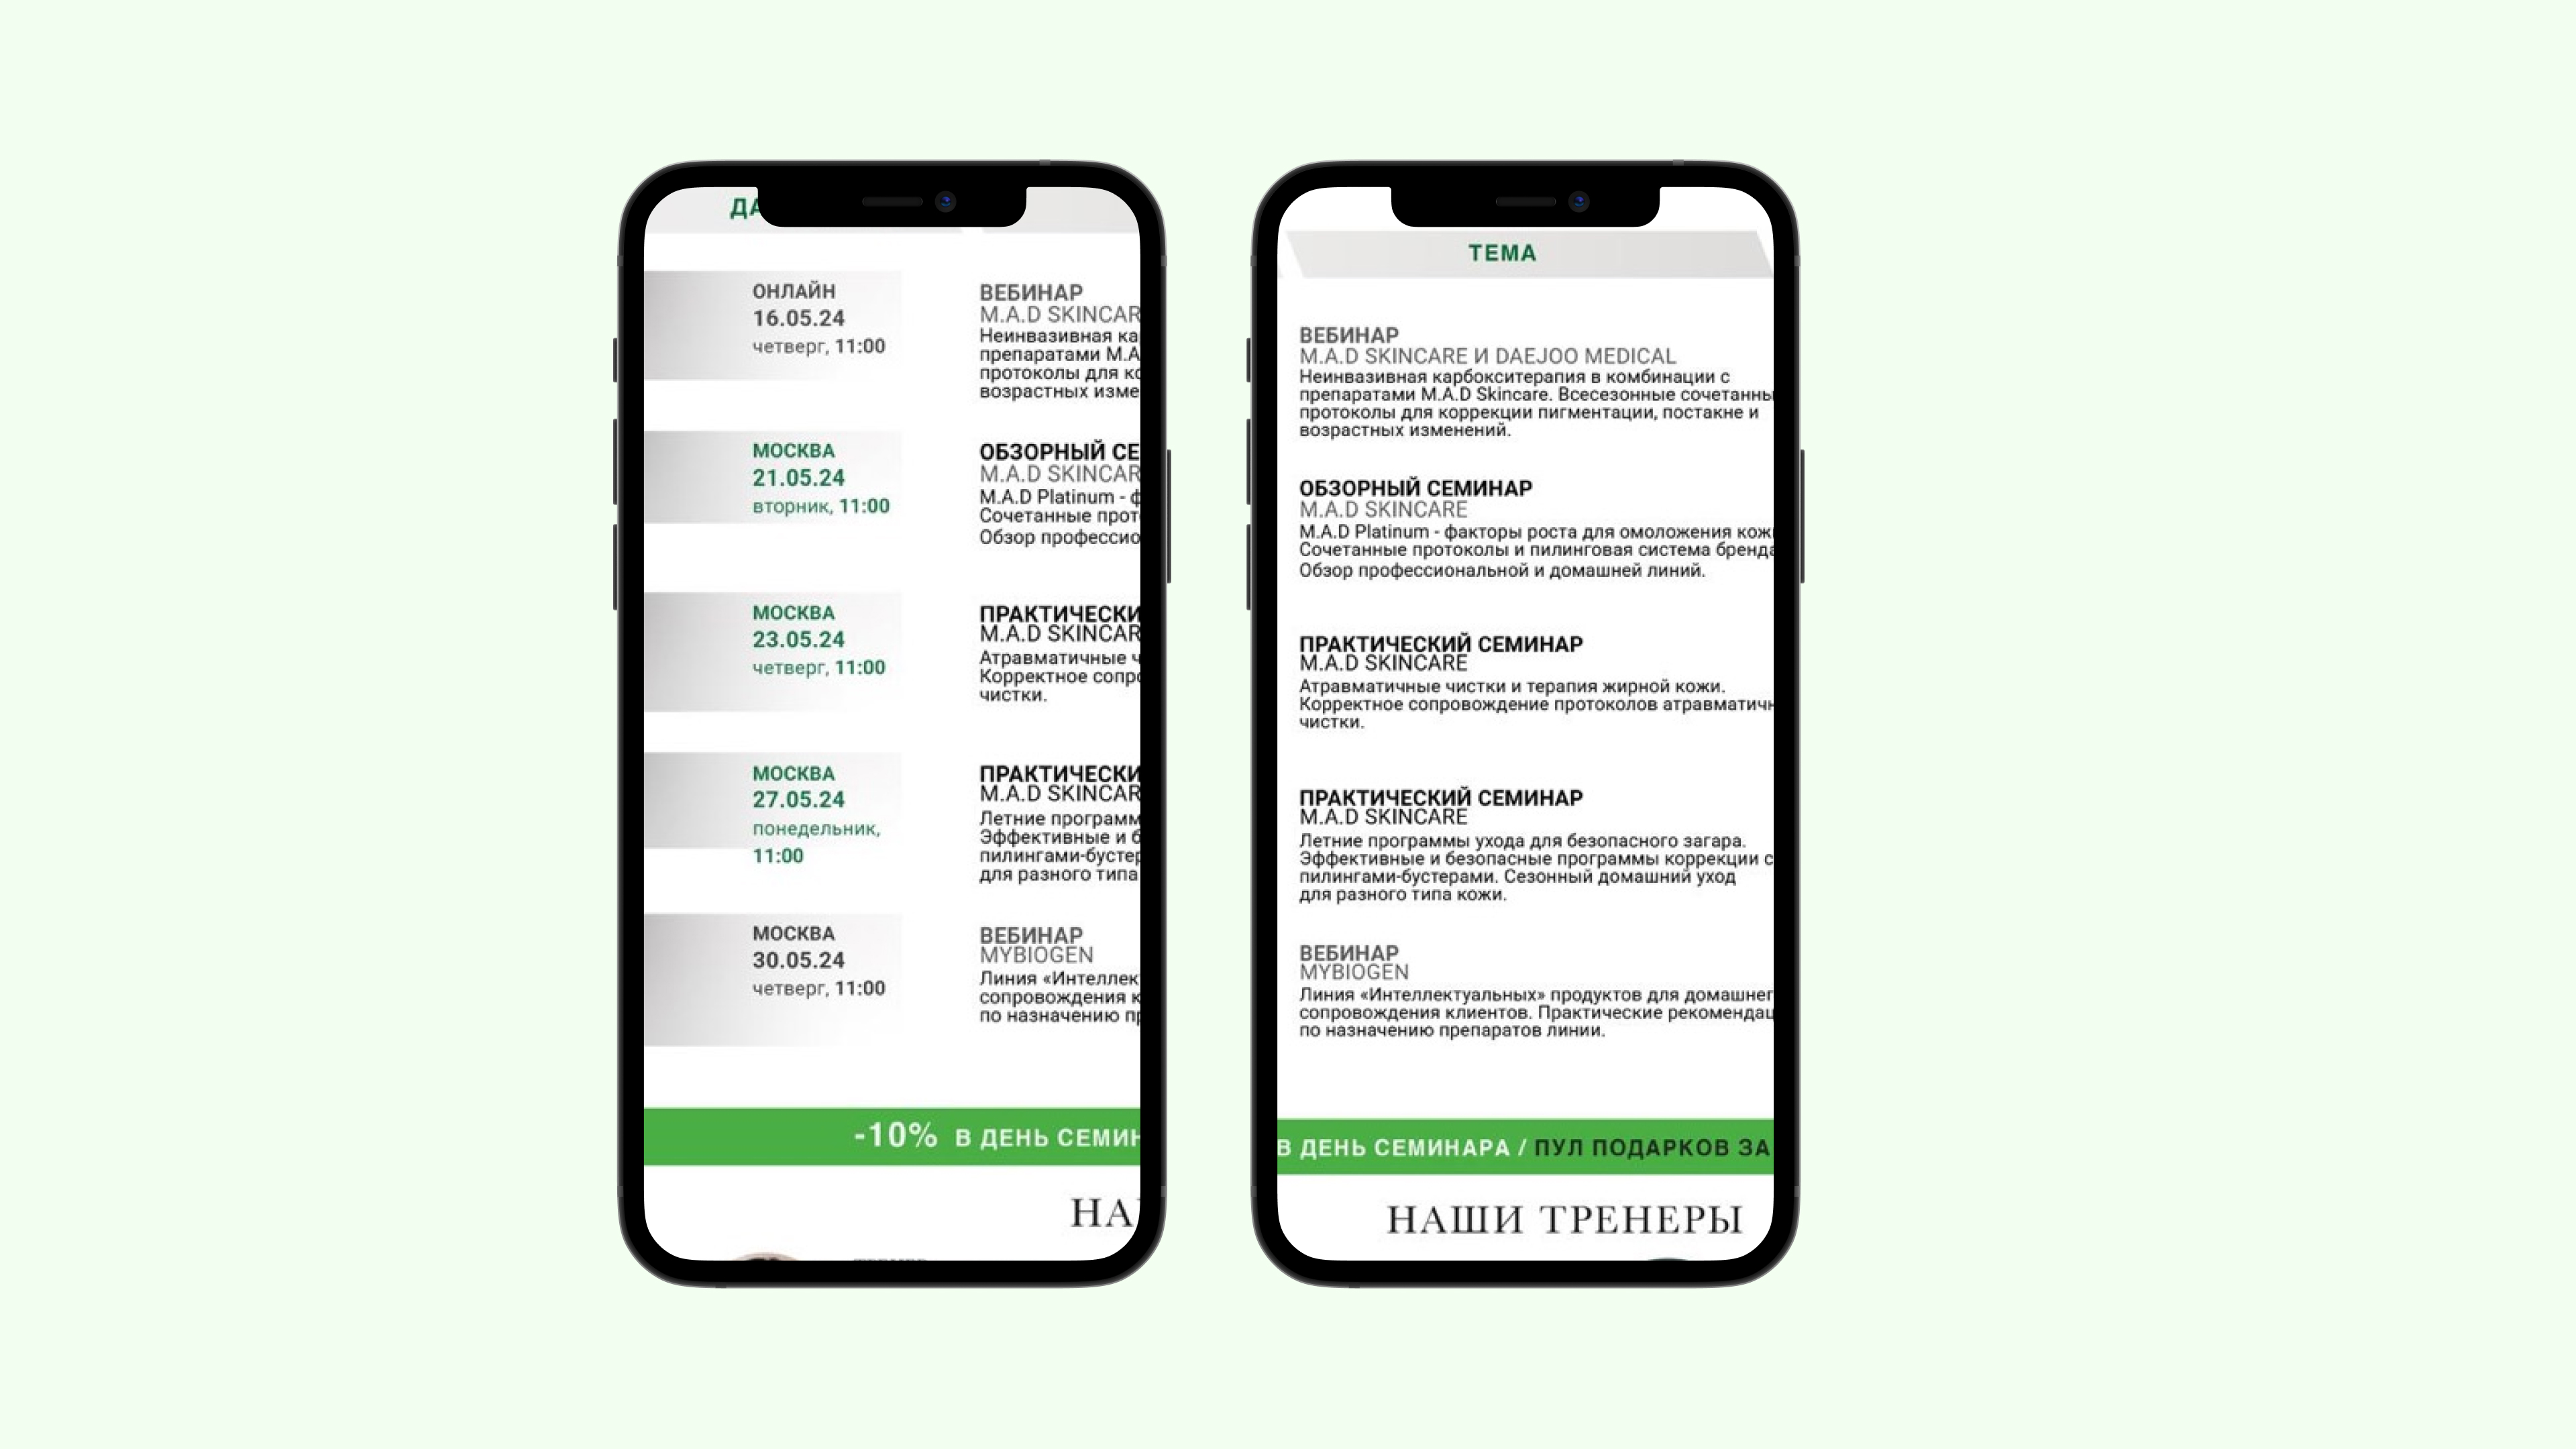 ОНЛАЙН
16.05.24
четверг, 11:00
ВЕБИНАР
M.A.D SKINCAR
Неинвазивная ка
препаратами M.A
протоколы для кс
возрастных изме
МОСКВА
21.05.24
вторник, 11:00
ОБЗОРНЫЙ СЕ
M.A.D SKINCAR
M.A.D Platinum - ф
Сочетанные прот
Обзор профессио
МОСКВА
23.05.24
четверг, 11:00
ПРАКТИЧЕСКИ
M.A.D SKINCAR
Атравматичные ч
Корректное сопр
чистки.
МОСКВА
27.05.24
понедельник,
11:00
ПРАКТИЧЕСКИ
M.A.D SKINCAR
Летние программ
Эффективные и б
пилингами-бустер
для разного типа
МОСКВА
30.05.24
четверг, 11:00
ВЕБИНАР
MYBIOGEN
Линия «Интеллек
сопровождения к
по назначению пр
-10% В ДЕНЬ СЕМИН
НА
ТЕМА
ВЕБИНАР
M.A.D SKINCARE И DAEJOO MEDICAL
Неинвазивная карбокситерапия в комбинации с
препаратами M.A.D Skincare. Всесезонные сочетанны
протоколы для коррекции пигментации, постакне и
возрастных изменений.
ОБЗОРНЫЙ СЕМИНАР
M.A.D SKINCARE
M.A.D Platinum - факторы роста для омоложения кож
Сочетанные протоколы и пилинговая система бренда
Обзор профессиональной и домашней линий.
ПРАКТИЧЕСКИЙ СЕМИНАР
M.A.D SKINCARE
Атравматичные чистки и терапия жирной кожи.
Корректное сопровождение протоколов атравматичн
чистки.
ПРАКТИЧЕСКИЙ СЕМИНАР
M.A.D SKINCARE
Летние программы ухода для безопасного загара.
Эффективные и безопасные программы коррекции с
пилингами-бустерами. Сезонный домашний уход
для разного типа кожи.
ВЕБИНАР
MYBIOGEN
Линия «Интеллектуальных» продуктов для домашнег
сопровождения клиентов. Практические рекомендац
по назначению препаратов линии.
В ДЕНЬ СЕМИНАРА / ПУЛ ПОДАРКОВ ЗА
НАШИ ТРЕНЕРЫ